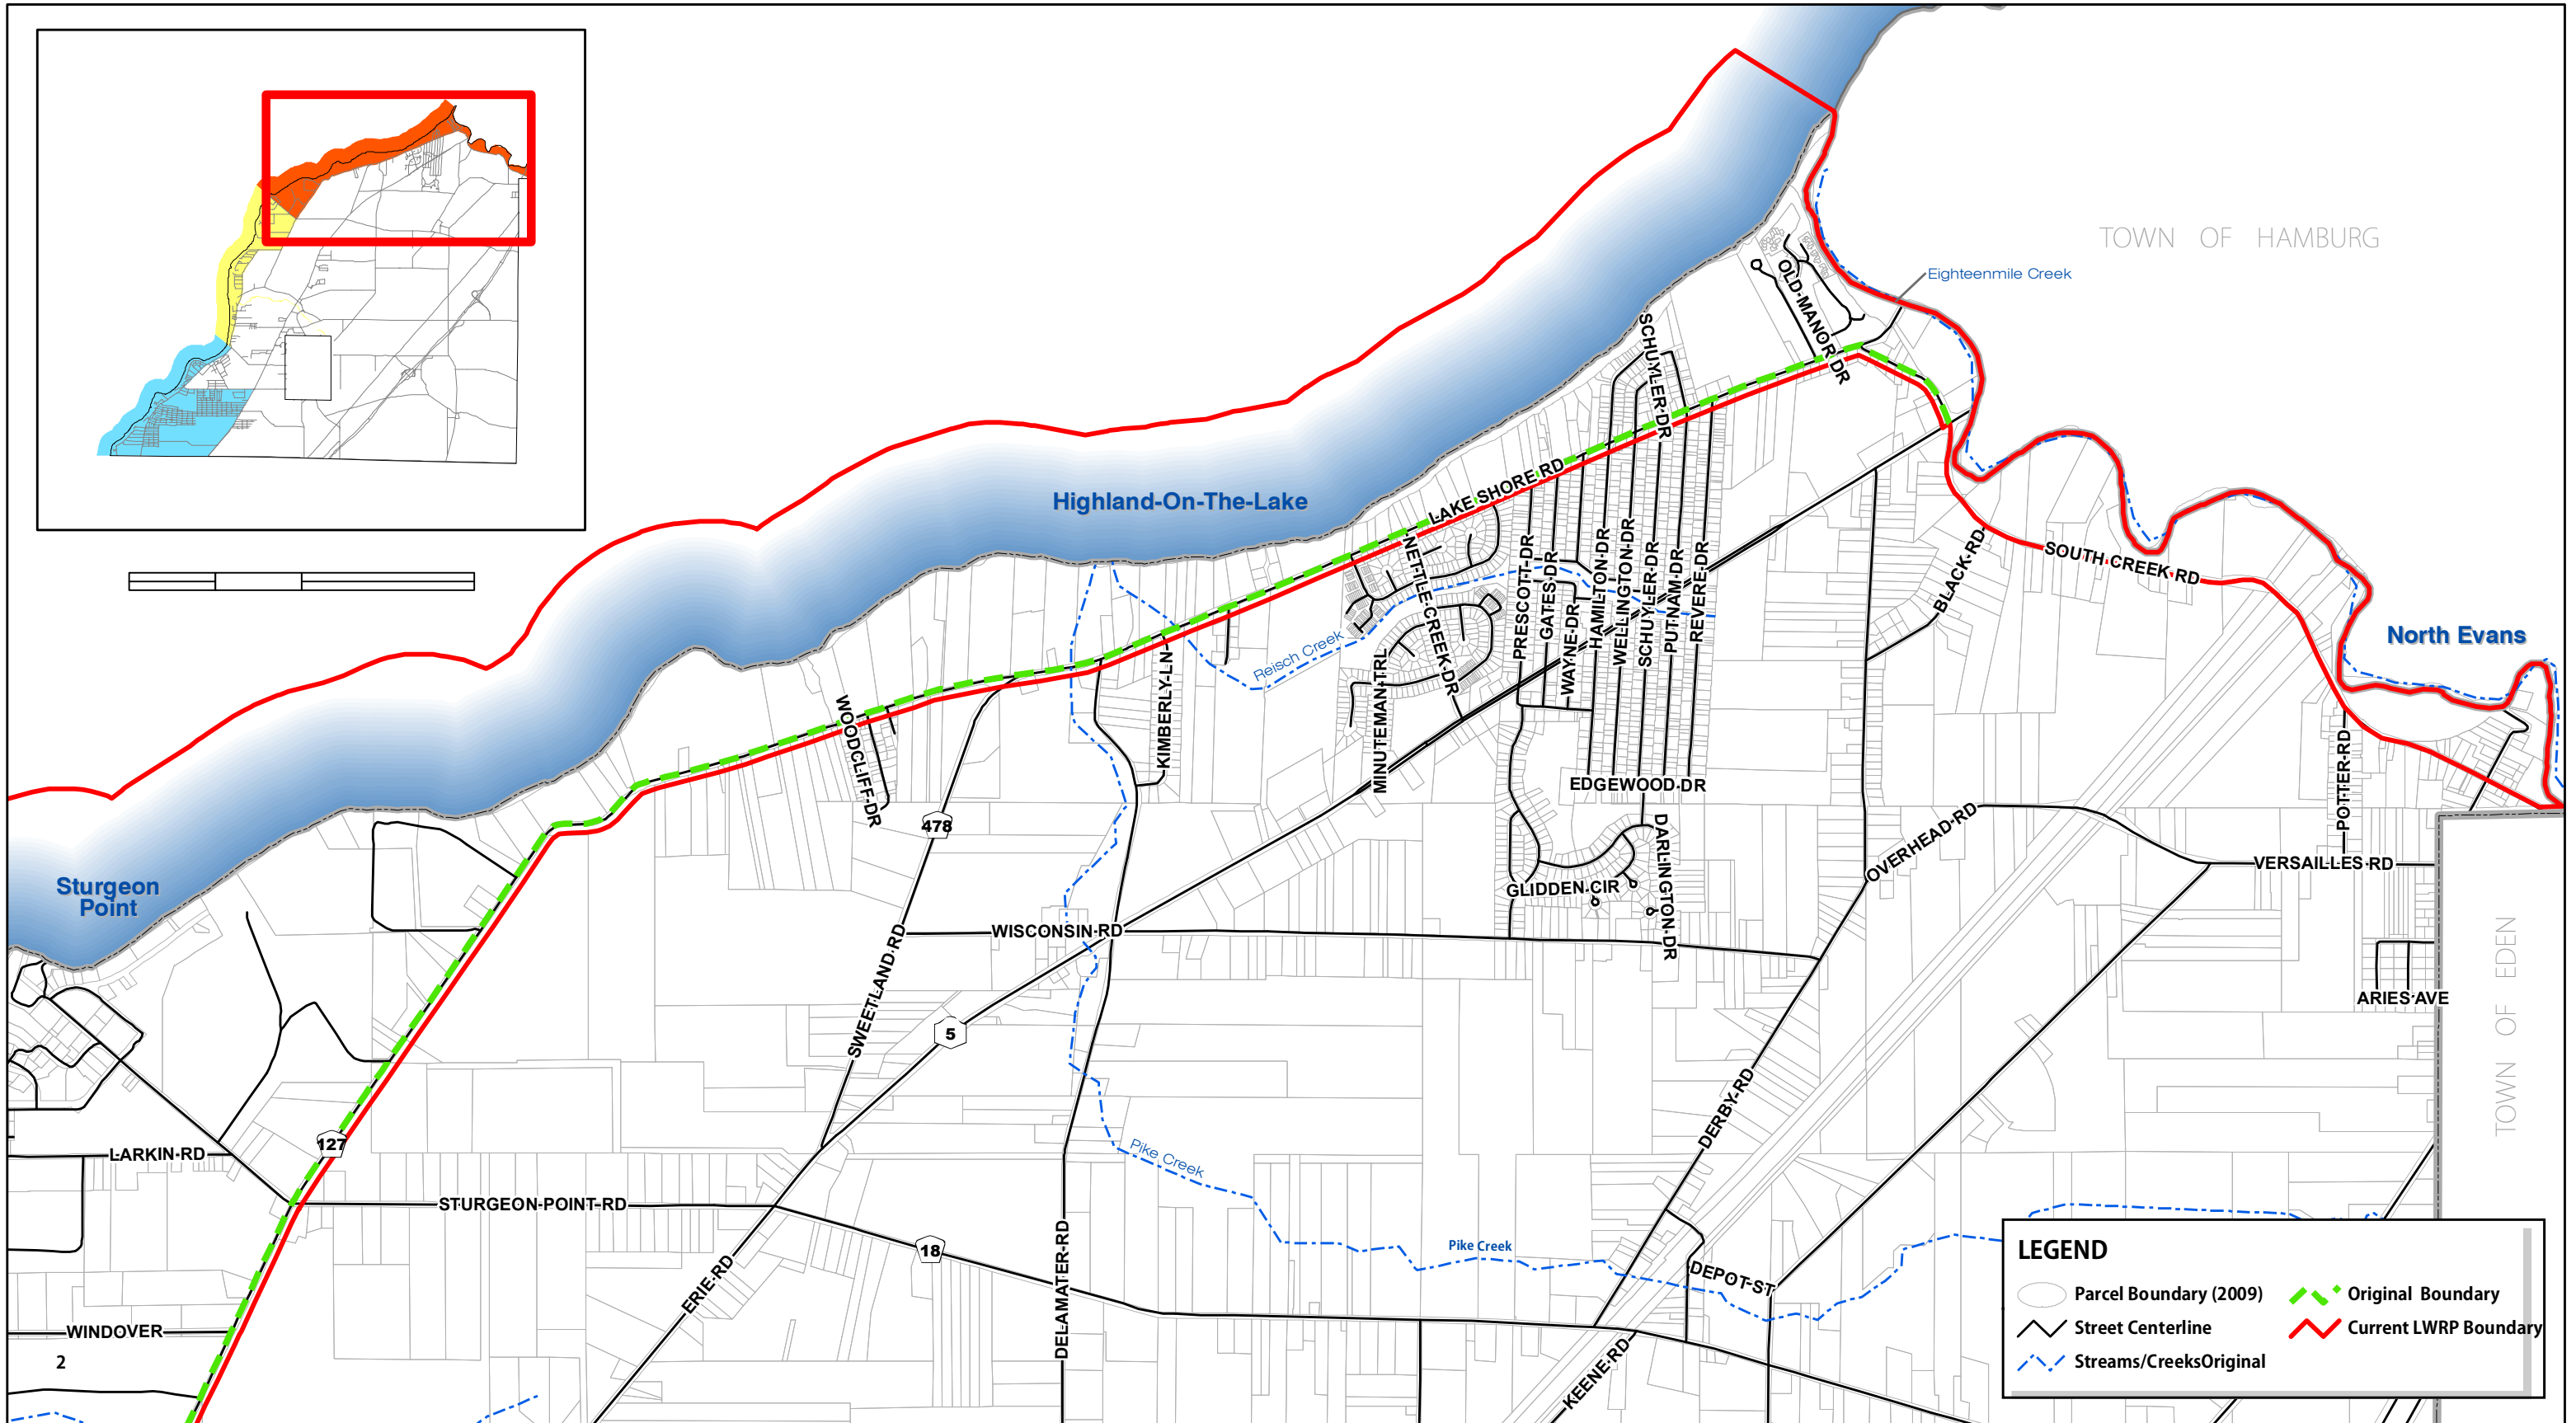 TOWN OF HAMBURG
Eighteenmile Creek
OLD MANOR DR
SCHUYLER DR
Highland-On-The-Lake
LAKE SHORE RD
NETTLE CREEK DR
PRESCOTT DR
GATES DR
WAYNE DR
HAMILTON DR
WELLINGTON DR
SCHUYLER DR
PUTNAM DR
REVERE DR
BLACK RD
SOUTH CREEK RD
North Evans
Reisch Creek
KIMBERLY LN
MINUTEMAN TRL
WOODCLIFF DR
478
EDGEWOOD DR
POTTER RD
DARLINGTON DR
OVERHEAD RD
VERSAILLES RD
Sturgeon
Point
GLIDDEN CIR
WISCONSIN RD
SWEETLAND RD
5
ARIES AVE
TOWN OF EDEN
DERBY RD
127
LARKIN RD
Pike Creek
STURGEON POINT RD
18
DELAMATER RD
ERIE RD
Pike Creek
DEPOT ST
KEENE RD
WINDOVER
2
LEGEND
Parcel Boundary (2009)
Original Boundary
Street Centerline
Current LWRP Boundary
Streams/CreeksOriginal